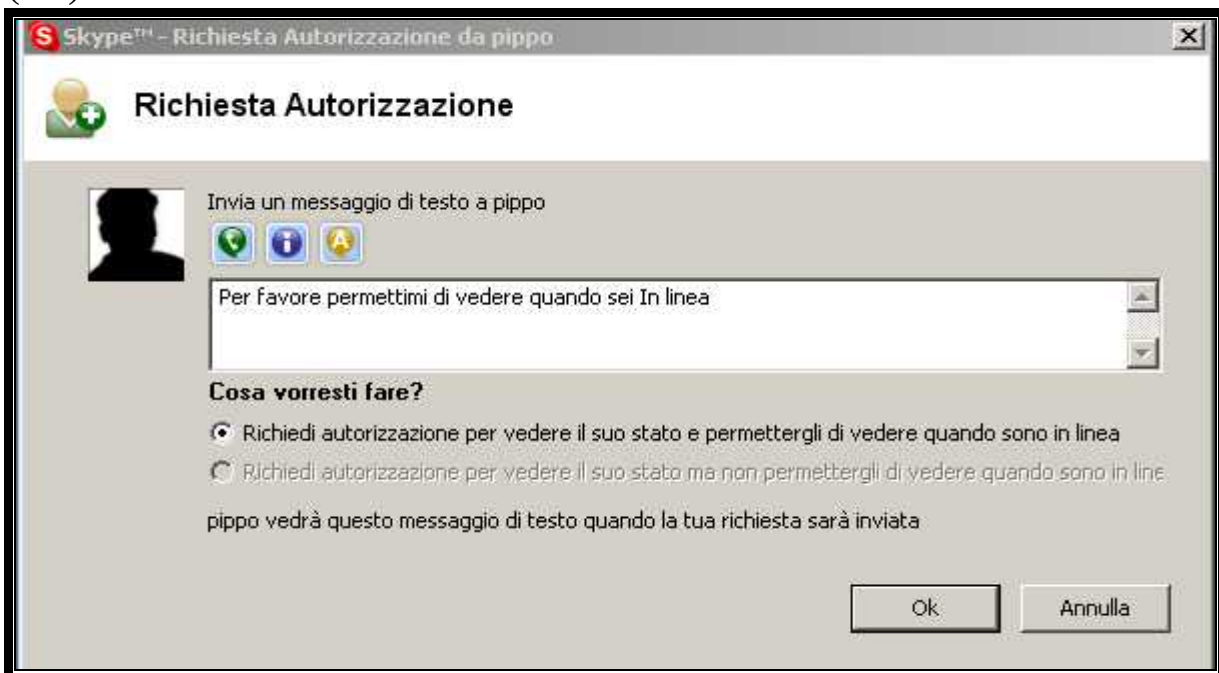 Skype™ - Richiesta Autorizzazione da pippo
Richiesta Autorizzazione
Invia un messaggio di testo a pippo
Per favore permettimi di vedere quando sei In linea
Cosa vorresti fare?
Richiedi autorizzazione per vedere il suo stato e permettergli di vedere quando sono in linea
Richiedi autorizzazione per vedere il suo stato ma non permettergli di vedere quando sono in line
pippo vedrà questo messaggio di testo quando la tua richiesta sarà inviata
Ok
Annulla